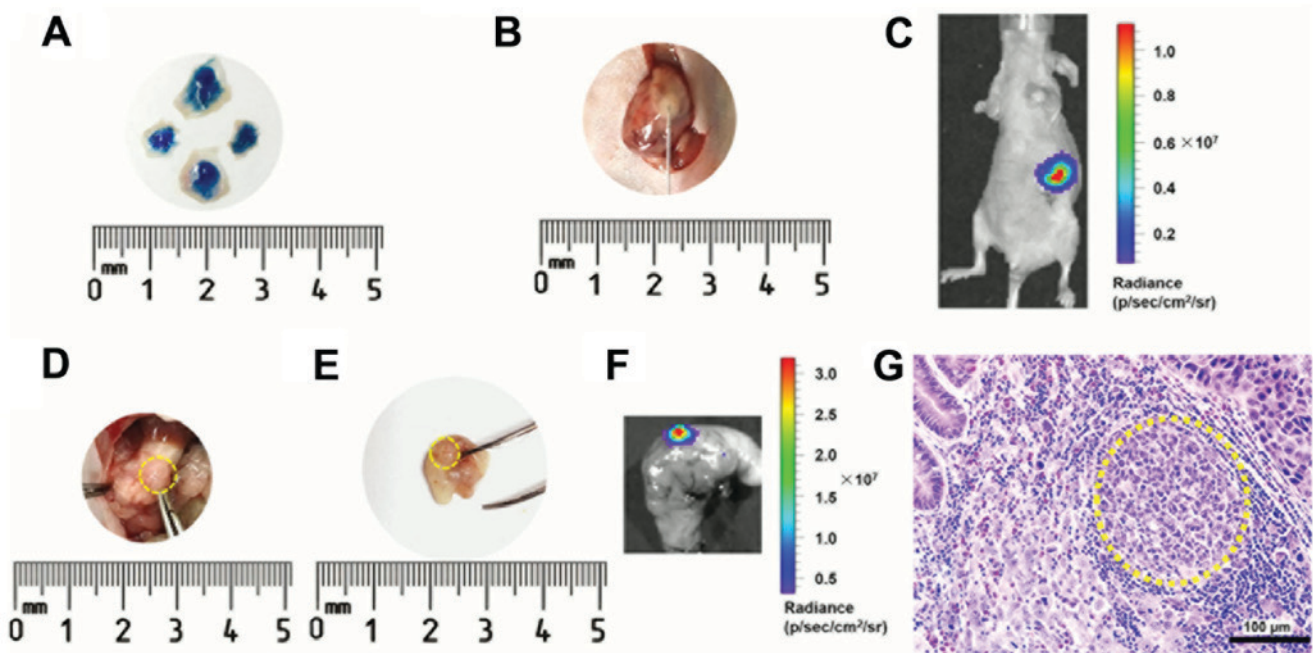 A
B
C
mm
0 1 2 3 4 5
mm
0 1 2 3 4 5
1.0
0.8
0.6 ×10⁷
0.4
0.2
Radiance
(p/sec/cm²/sr)
D
E
F
G
mm
0 1 2 3 4 5
mm
0 1 2 3 4 5
3.0
2.5
2.0
×10⁷
1.5
1.0
0.5
Radiance
(p/sec/cm²/sr)
100 µm